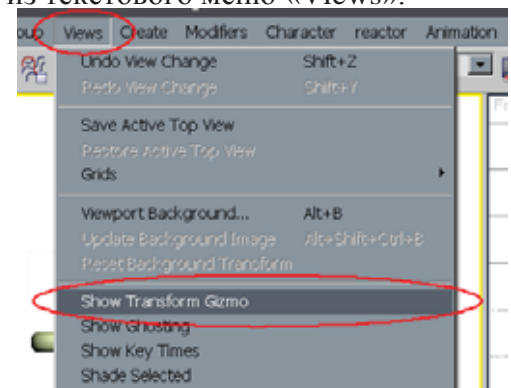 из текстового меню «Views».
oup Views Create Modifiers Character reactor Animation
Undo View Change Shift+Z
Redo View Change Shift+Y
Save Active Top View
Restore Active Top View
Grids
Viewport Background... Alt+B
Update Background Image Alt+Shift+Ctrl+B
Reset Background Transform
Show Transform Gizmo
Show Ghosting
Show Key Times
Shade Selected